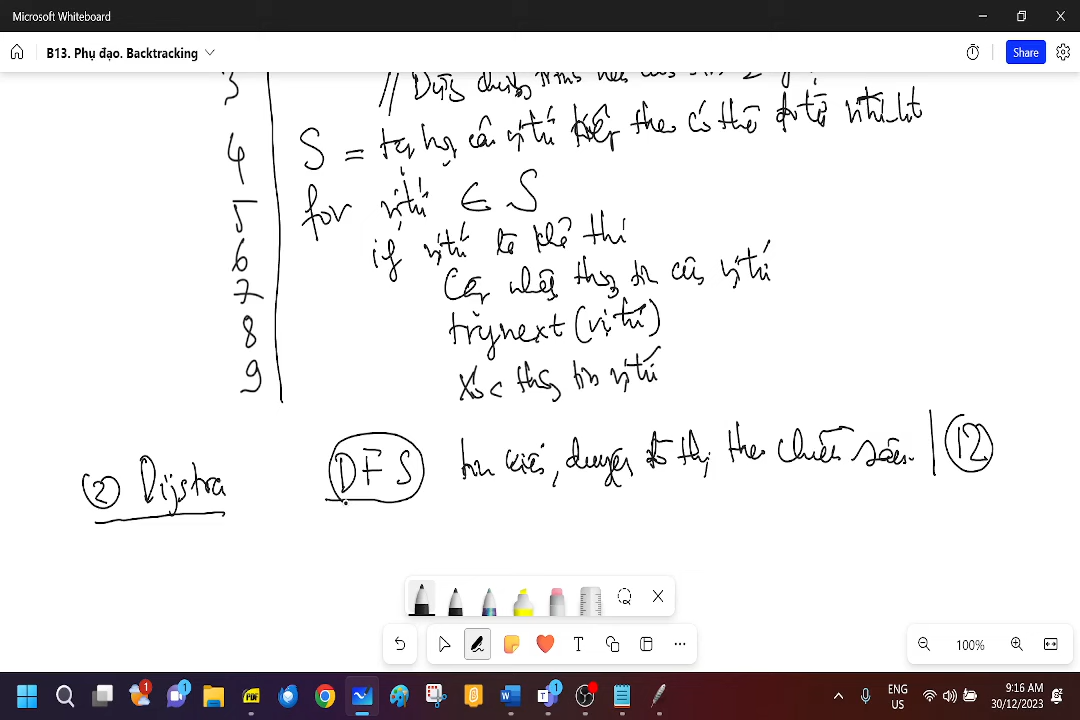 Microsoft Whiteboard
B13. Phụ đạo. Backtracking
Share
3 //
4 S = tập hợp các vị trí tiếp theo có thể đi từ vị trí ht
5 for vị trí ∈ S
6 if vị trí là khả thi
7 Cập nhật thông tin các vị trí
8 trynext (vị trí)
9 Xóa thông tin vị trí
② Dijstra
DFS tìm kiếm, duyệt đồ thị theo chiều sâu. | ⑫
100%
ENG
US
9:16 AM
30/12/2023